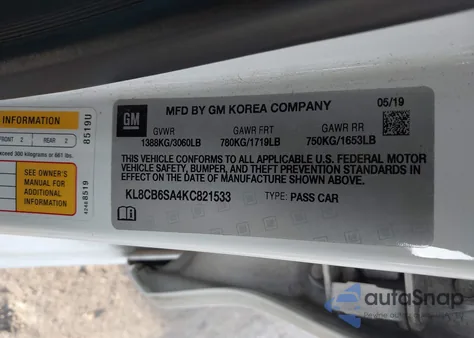 INFORMATION
FRONT 2 REAR 2
exceed 300 kilograms or 661 lbs.
SEE OWNER'S
MANUAL FOR
ADDITIONAL
INFORMATION
8519U
42468519
GM
MFD BY GM KOREA COMPANY
05/19
GVWR GAWR FRT GAWR RR
1388KG/3060LB 780KG/1719LB 750KG/1653LB
THIS VEHICLE CONFORMS TO ALL APPLICABLE U.S. FEDERAL MOTOR
VEHICLE SAFETY, BUMPER, AND THEFT PREVENTION STANDARDS IN
EFFECT ON THE DATE OF MANUFACTURE SHOWN ABOVE.
KL8CB6SA4KC821533 TYPE: PASS CAR
autoSnap